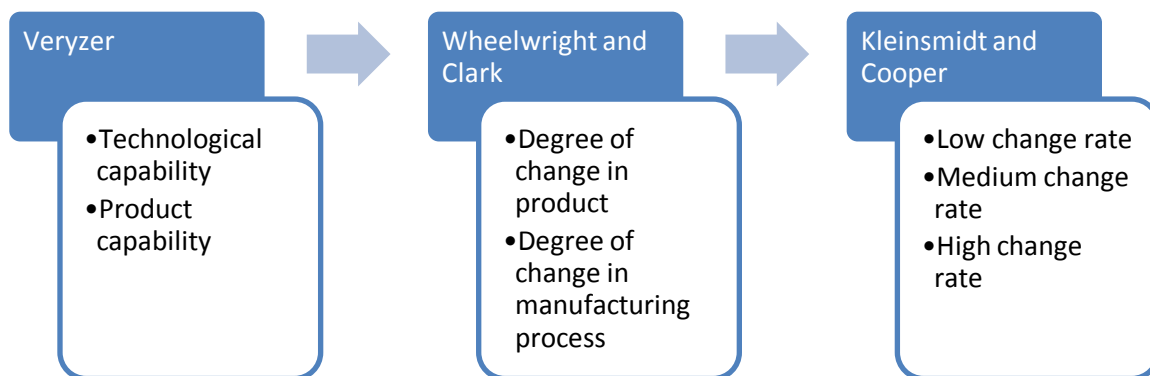 Veryzer
•Technological
capability
•Product
capability
Wheelwright and
Clark
•Degree of
change in
product
•Degree of
change in
manufacturing
process
Kleinsmidt and
Cooper
•Low change rate
•Medium change
rate
•High change
rate